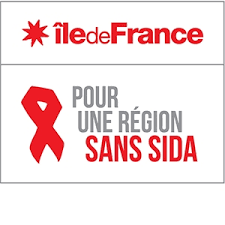 îledeFrance
POUR
UNE RÉGION
SANS SIDA